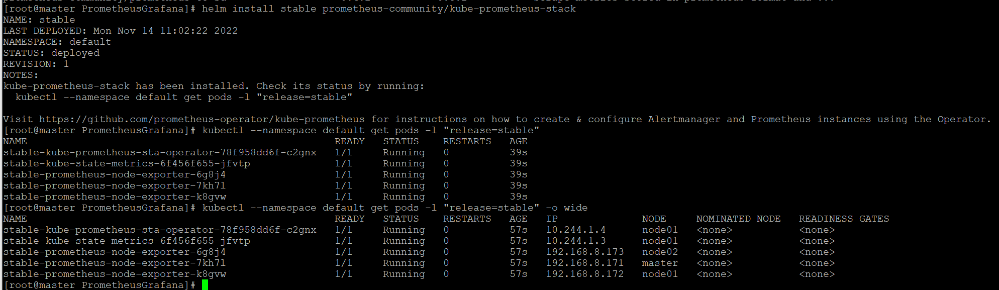 [root@master PrometheusGrafana]# helm install stable prometheus-community/kube-prometheus-stack
NAME: stable
LAST DEPLOYED: Mon Nov 14 11:02:22 2022
NAMESPACE: default
STATUS: deployed
REVISION: 1
NOTES:
kube-prometheus-stack has been installed. Check its status by running:
  kubectl --namespace default get pods -l "release=stable"

Visit https://github.com/prometheus-operator/kube-prometheus for instructions on how to create & configure Alertmanager and Prometheus instances using the Operator.
[root@master PrometheusGrafana]# kubectl --namespace default get pods -l "release=stable"
NAME                                                   READY   STATUS    RESTARTS   AGE
stable-kube-prometheus-sta-operator-78f958dd6f-c2gnx   1/1     Running   0          39s
stable-kube-state-metrics-6f456f655-jfvtp              1/1     Running   0          39s
stable-prometheus-node-exporter-6g8j4                  1/1     Running   0          39s
stable-prometheus-node-exporter-7kh7l                  1/1     Running   0          39s
stable-prometheus-node-exporter-k8gvw                  1/1     Running   0          39s
[root@master PrometheusGrafana]# kubectl --namespace default get pods -l "release=stable" -o wide
NAME                                                   READY   STATUS    RESTARTS   AGE   IP              NODE     NOMINATED NODE   READINESS GATES
stable-kube-prometheus-sta-operator-78f958dd6f-c2gnx   1/1     Running   0          57s   10.244.1.4      node01   <none>           <none>
stable-kube-state-metrics-6f456f655-jfvtp              1/1     Running   0          57s   10.244.1.3      node01   <none>           <none>
stable-prometheus-node-exporter-6g8j4                  1/1     Running   0          57s   192.168.8.173   node02   <none>           <none>
stable-prometheus-node-exporter-7kh7l                  1/1     Running   0          57s   192.168.8.171   master   <none>           <none>
stable-prometheus-node-exporter-k8gvw                  1/1     Running   0          57s   192.168.8.172   node01   <none>           <none>
[root@master PrometheusGrafana]#